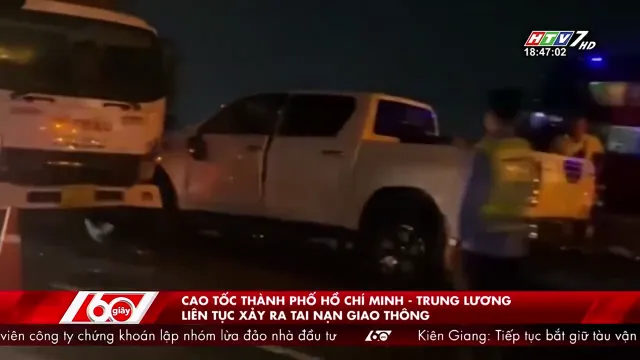 HTV7 HD
18:47:02
60 giây
CAO TỐC THÀNH PHỐ HỒ CHÍ MINH - TRUNG LƯƠNG
LIÊN TỤC XẢY RA TAI NẠN GIAO THÔNG
viên công ty chứng khoán lập nhóm lừa đảo nhà đầu tư 60 Kiên Giang: Tiếp tục bắt giữ tàu vận